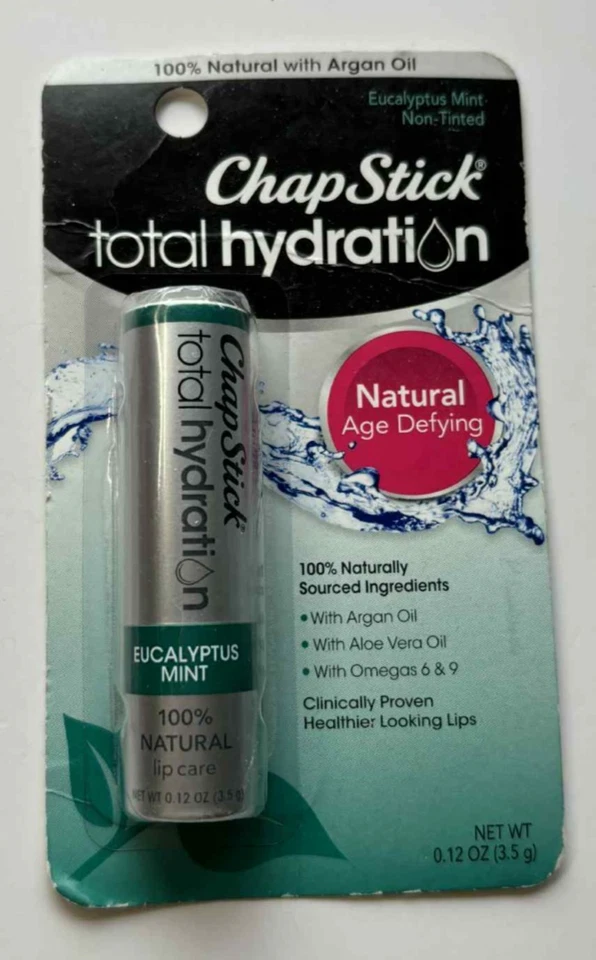 100% Natural with Argan Oil
Eucalyptus Mint
Non-Tinted
ChapStick®
total hydration
ChapStick
total hydration
Natural
Age Defying
100% Naturally
Sourced Ingredients
• With Argan Oil
• With Aloe Vera Oil
• With Omegas 6 & 9
Clinically Proven
Healthier Looking Lips
EUCALYPTUS
MINT
100%
NATURAL
lip care
NET WT 0.12 OZ (3.5 g)
NET WT
0.12 OZ (3.5 g)